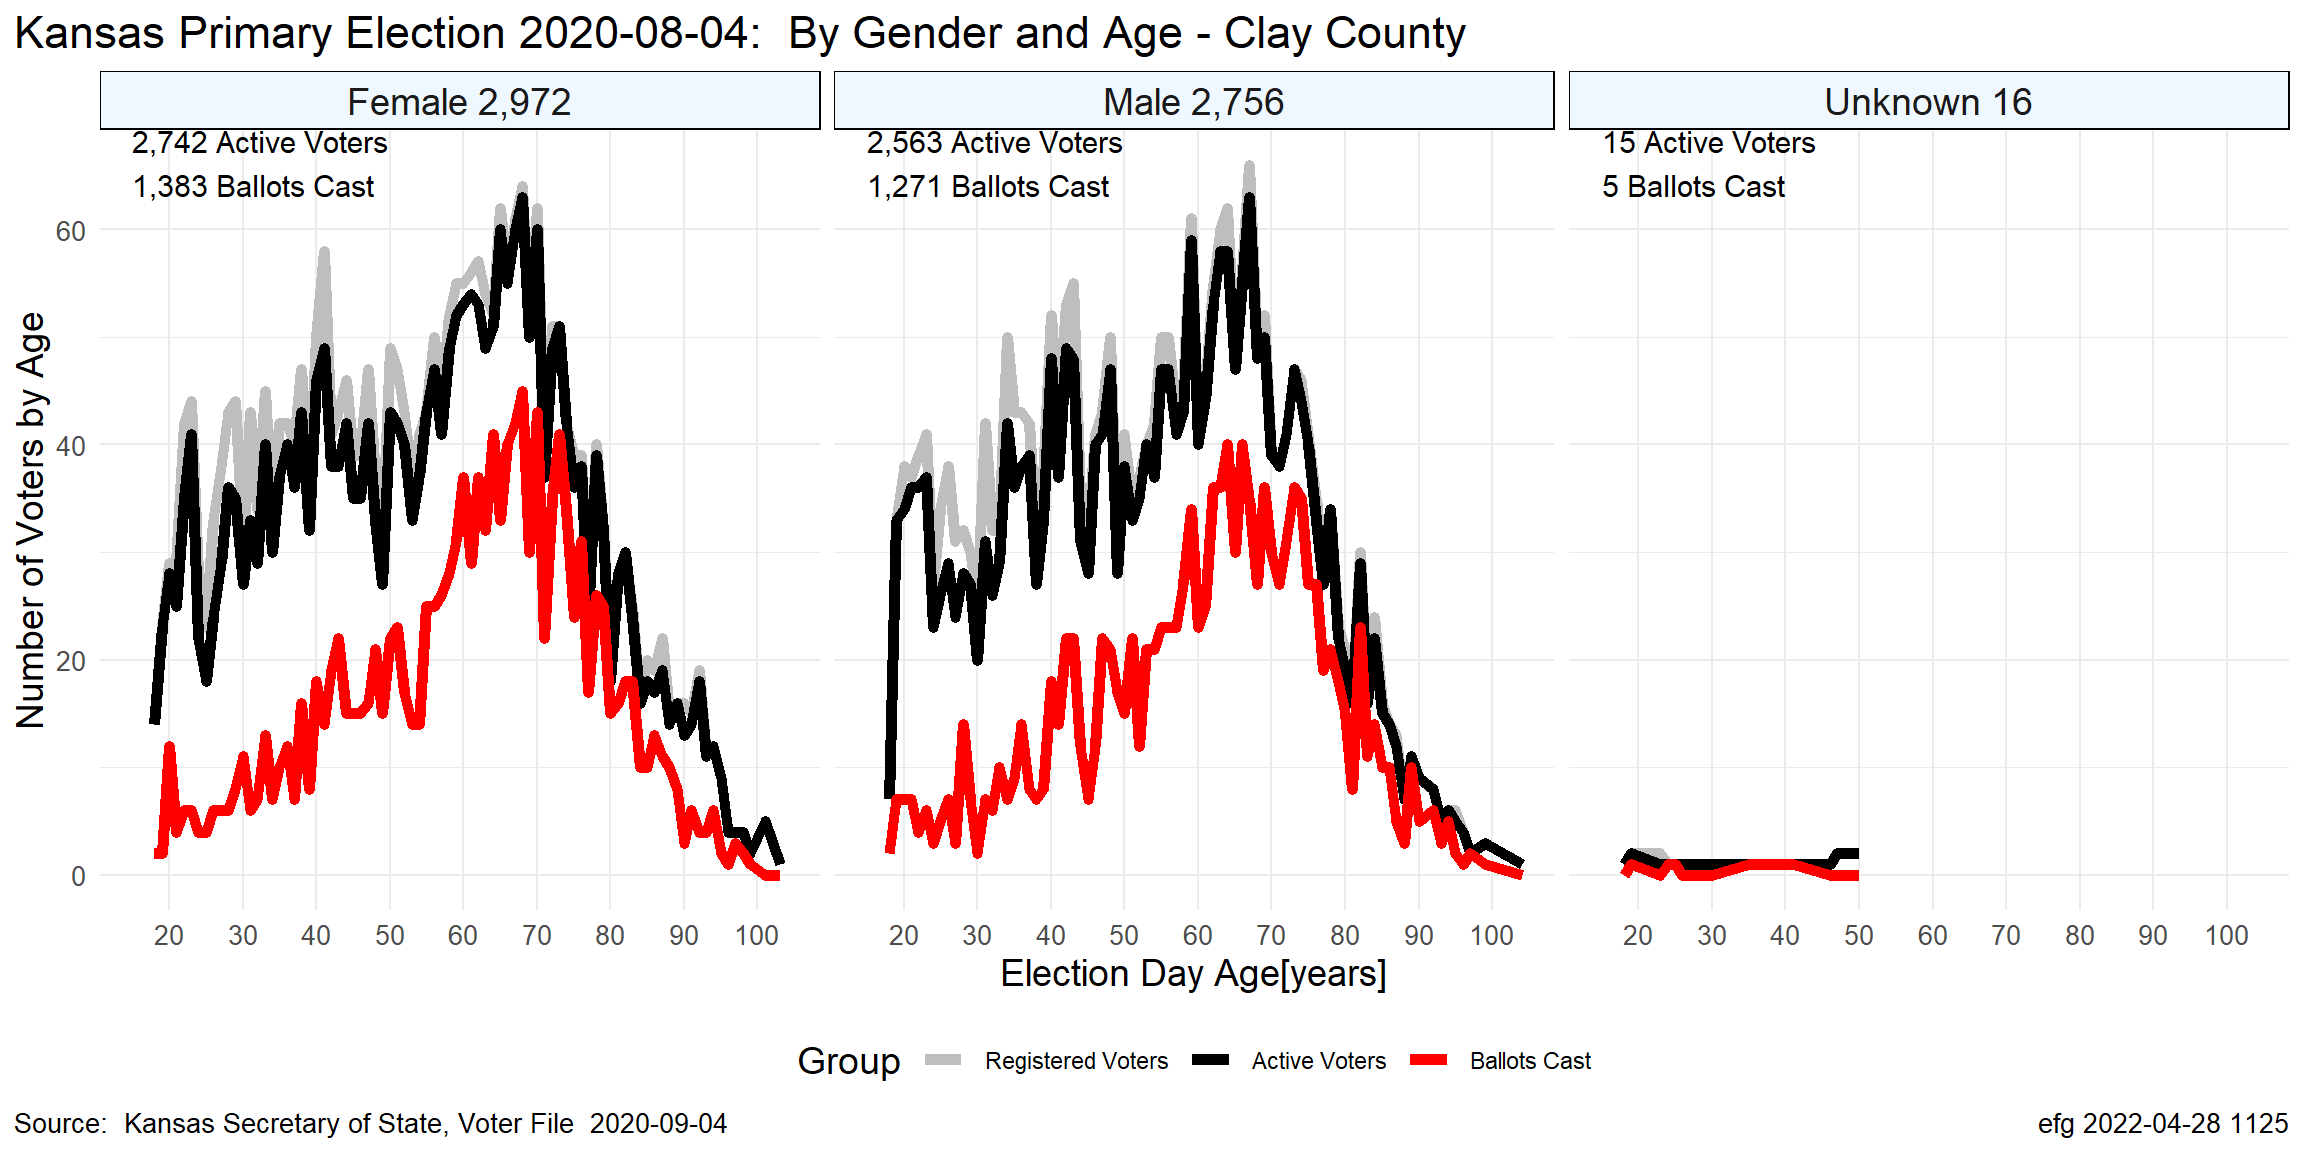 Kansas Primary Election 2020-08-04:  By Gender and Age - Clay County
Female 2,972
Male 2,756
Unknown 16
2,742 Active Voters
1,383 Ballots Cast
2,563 Active Voters
1,271 Ballots Cast
15 Active Voters
5 Ballots Cast
Number of Voters by Age
60
40
20
0
20 30 40 50 60 70 80 90 100
20 30 40 50 60 70 80 90 100
20 30 40 50 60 70 80 90 100
Election Day Age[years]
Group Registered Voters Active Voters Ballots Cast
Source:  Kansas Secretary of State, Voter File  2020-09-04
efg 2022-04-28 1125